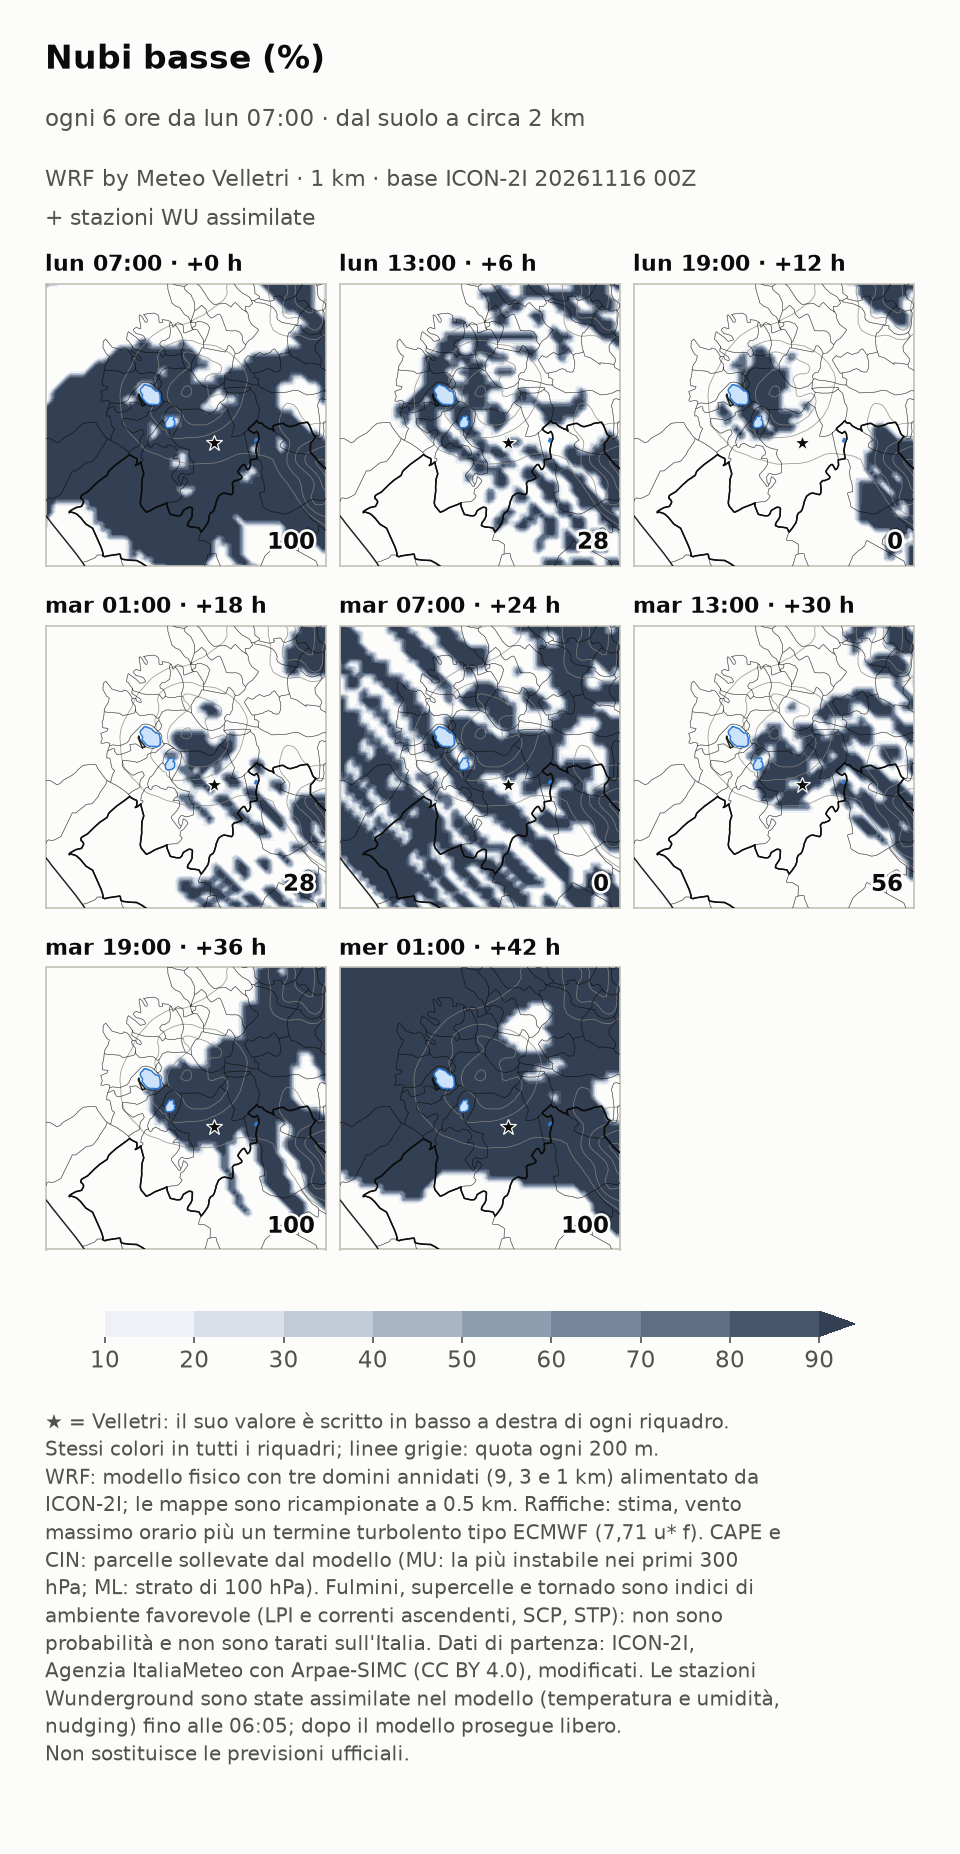 Nubi basse (%)
ogni 6 ore da lun 07:00 · dal suolo a circa 2 km
WRF by Meteo Velletri · 1 km · base ICON-2I 20261116 00Z
+ stazioni WU assimilate
lun 07:00 · +0 h
lun 13:00 · +6 h
lun 19:00 · +12 h
100
28
0
mar 01:00 · +18 h
mar 07:00 · +24 h
mar 13:00 · +30 h
28
0
56
mar 19:00 · +36 h
mer 01:00 · +42 h
100
100
10 20 30 40 50 60 70 80 90
★ = Velletri: il suo valore è scritto in basso a destra di ogni riquadro.
Stessi colori in tutti i riquadri; linee grigie: quota ogni 200 m.
WRF: modello fisico con tre domini annidati (9, 3 e 1 km) alimentato da
ICON-2I; le mappe sono ricampionate a 0.5 km. Raffiche: stima, vento
massimo orario più un termine turbolento tipo ECMWF (7,71 u* f). CAPE e
CIN: parcelle sollevate dal modello (MU: la più instabile nei primi 300
hPa; ML: strato di 100 hPa). Fulmini, supercelle e tornado sono indici di
ambiente favorevole (LPI e correnti ascendenti, SCP, STP): non sono
probabilità e non sono tarati sull'Italia. Dati di partenza: ICON-2I,
Agenzia ItaliaMeteo con Arpae-SIMC (CC BY 4.0), modificati. Le stazioni
Wunderground sono state assimilate nel modello (temperatura e umidità,
nudging) fino alle 06:05; dopo il modello prosegue libero.
Non sostituisce le previsioni ufficiali.